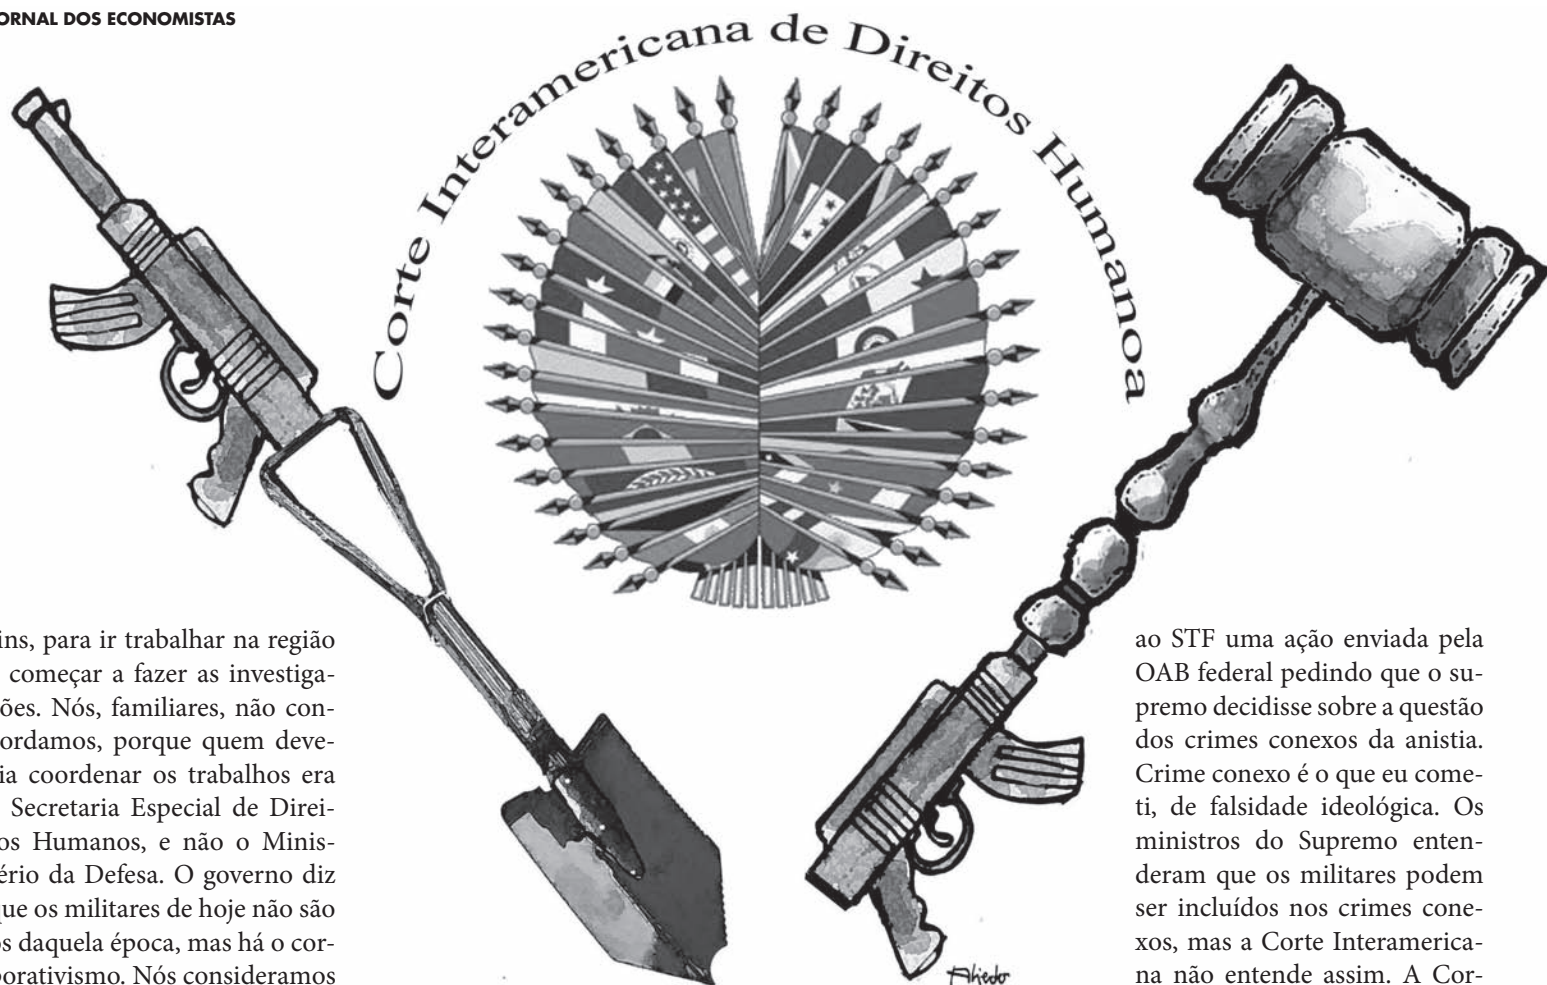 ORNAL DOS ECONOMISTAS
Corte Interamericana de Direitos Humanoa
ins, para ir trabalhar na região
começar a fazer as investiga-
ões. Nós, familiares, não con-
ordamos, porque quem deve-
ia coordenar os trabalhos era
Secretaria Especial de Direi-
os Humanos, e não o Minis-
ério da Defesa. O governo diz
que os militares de hoje não são
os daquela época, mas há o cor-
porativismo. Nós consideramos
Aliedo
ao STF uma ação enviada pela
OAB federal pedindo que o su-
premo decidisse sobre a questão
dos crimes conexos da anistia.
Crime conexo é o que eu come-
ti, de falsidade ideológica. Os
ministros do Supremo enten-
deram que os militares podem
ser incluídos nos crimes cone-
xos, mas a Corte Interamerica-
na não entende assim. A Cor-